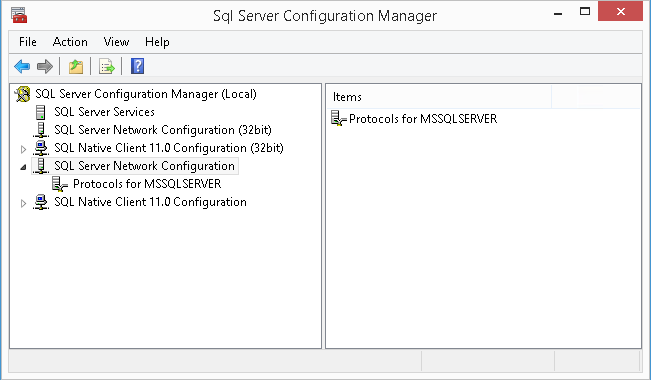 Sql Server Configuration Manager
File Action View Help
SQL Server Configuration Manager (Local)
SQL Server Services
SQL Server Network Configuration (32bit)
SQL Native Client 11.0 Configuration (32bit)
SQL Server Network Configuration
Protocols for MSSQLSERVER
SQL Native Client 11.0 Configuration
Items
Protocols for MSSQLSERVER